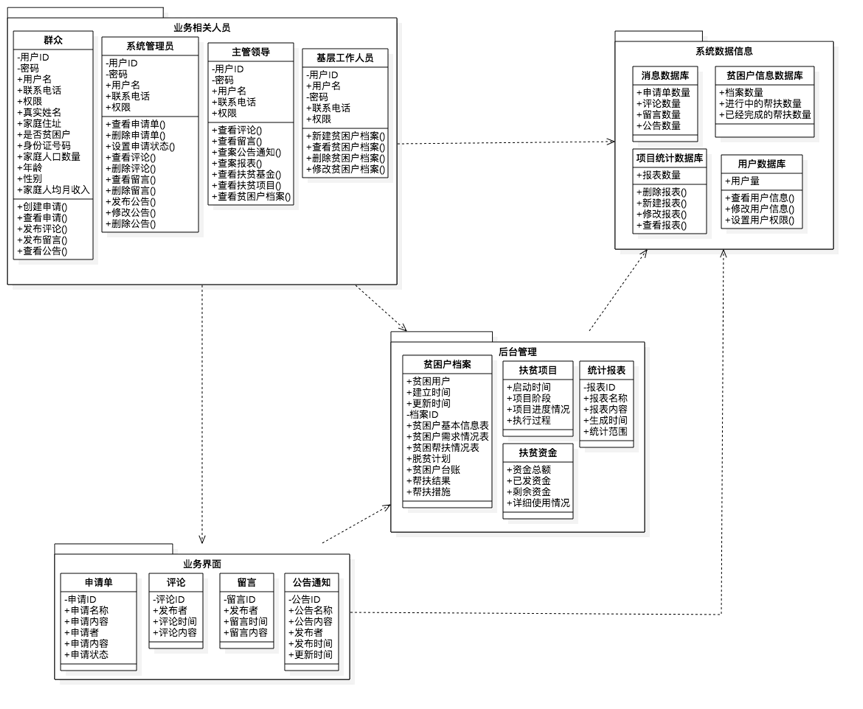 业务相关人员
群众
-用户ID
-密码
+用户名
+联系电话
+权限
+真实姓名
+家庭住址
+是否贫困户
+身份证号码
+家庭人口数量
+年龄
+性别
+家庭人均月收入
+创建申请()
+查看申请()
+发布评论()
+发布留言()
+查看公告()
系统管理员
-用户ID
-密码
+用户名
+联系电话
+权限
+查看申请单()
+删除申请单()
+设置申请状态()
+查看评论()
+删除评论()
+查看留言()
+删除留言()
+发布公告()
+修改公告()
+删除公告()
主管领导
-用户ID
-密码
+用户名
+联系电话
+权限
+查看评论()
+查看留言()
+查案公告通知()
+查案报表()
+查看扶贫基金()
+查看扶贫项目()
+查看贫困户档案()
基层工作人员
-用户ID
+用户名
-密码
+联系电话
+权限
+新建贫困户档案()
+查看贫困户档案()
+删除贫困户档案()
+修改贫困户档案()
系统数据信息
消息数据库
+申请单数量
+评论数量
+留言数量
+公告数量
贫困户信息数据库
+档案数量
+进行中的帮扶数量
+已经完成的帮扶数量
项目统计数据库
+报表数量
+删除报表()
+新建报表()
+修改报表()
+查看报表()
用户数据库
+用户量
+查看用户信息()
+修改用户信息()
+设置用户权限()
后台管理
贫困户档案
+贫困用户
+建立时间
+更新时间
-档案ID
+贫困户基本信息表
+贫困户需求情况表
+贫困帮扶情况表
+脱贫计划
+贫困户台账
+帮扶结果
+帮扶措施
扶贫项目
+启动时间
+项目阶段
+项目进度情况
+执行过程
统计报表
-报表ID
+报表名称
+报表内容
+生成时间
+统计范围
扶贫资金
+资金总额
+已发资金
+剩余资金
+详细使用情况
业务界面
申请单
-申请ID
+申请名称
+申请内容
+申请者
+申请内容
+申请状态
评论
-评论ID
+发布者
+评论时间
+评论内容
留言
-留言ID
+发布者
+留言时间
+留言内容
公告通知
-公告ID
+公告名称
+公告内容
+发布者
+发布时间
+更新时间